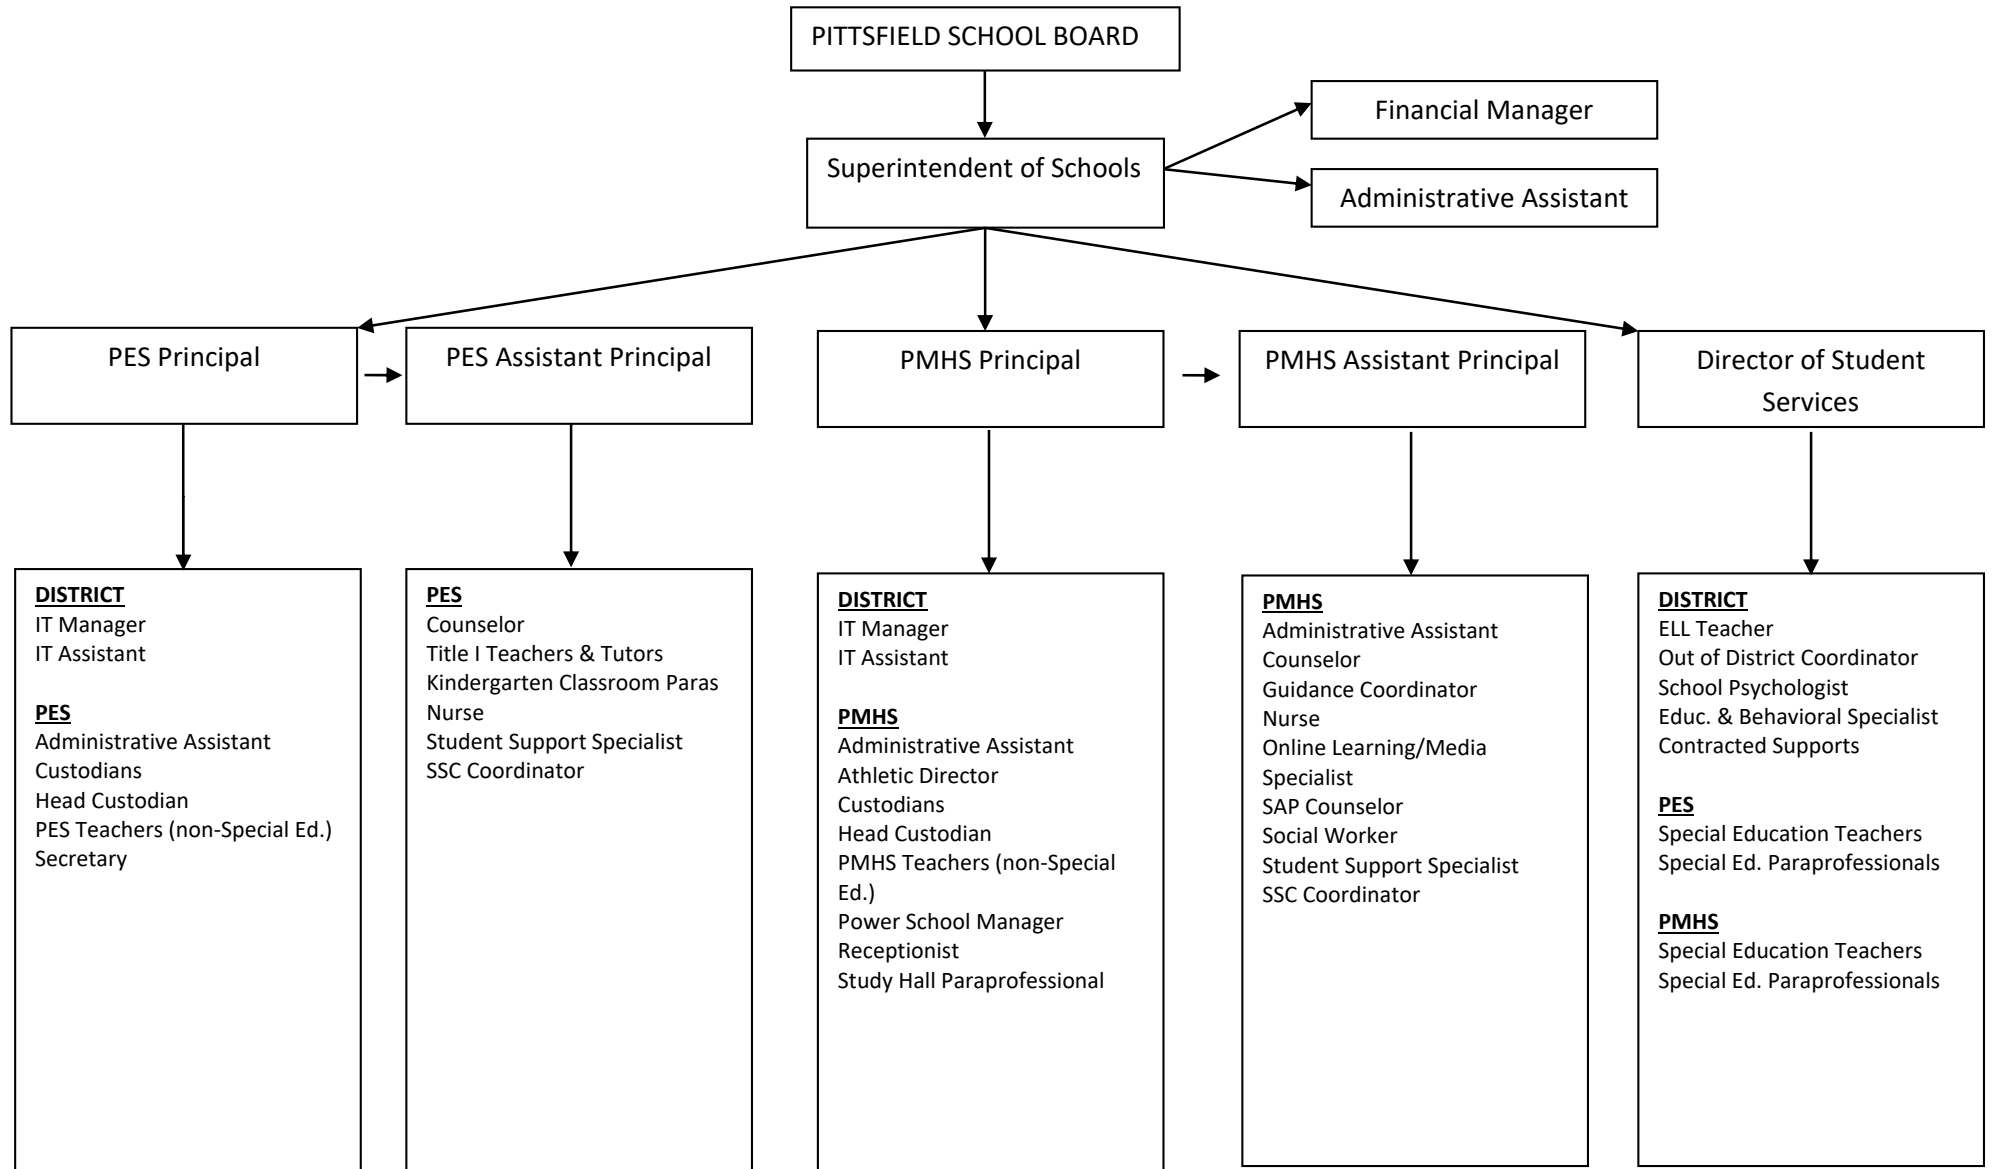 PITTSFIELD SCHOOL BOARD
Financial Manager
Superintendent of Schools
Administrative Assistant
PES Principal
PES Assistant Principal
PMHS Principal
PMHS Assistant Principal
Director of Student
Services
DISTRICT
IT Manager
IT Assistant
PES
Administrative Assistant
Custodians
Head Custodian
PES Teachers (non-Special Ed.)
Secretary
PES
Counselor
Title I Teachers & Tutors
Kindergarten Classroom Paras
Nurse
Student Support Specialist
SSC Coordinator
DISTRICT
IT Manager
IT Assistant
PMHS
Administrative Assistant
Athletic Director
Custodians
Head Custodian
PMHS Teachers (non-Special
Ed.)
Power School Manager
Receptionist
Study Hall Paraprofessional
PMHS
Administrative Assistant
Counselor
Guidance Coordinator
Nurse
Online Learning/Media
Specialist
SAP Counselor
Social Worker
Student Support Specialist
SSC Coordinator
DISTRICT
ELL Teacher
Out of District Coordinator
School Psychologist
Educ. & Behavioral Specialist
Contracted Supports
PES
Special Education Teachers
Special Ed. Paraprofessionals
PMHS
Special Education Teachers
Special Ed. Paraprofessionals